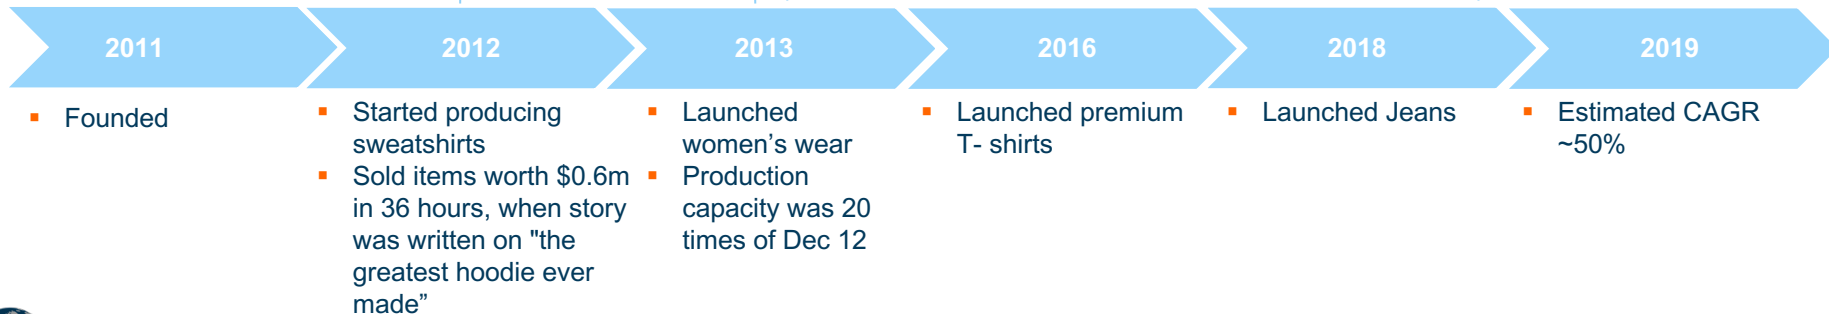 2011
2012
2013
2016
2018
2019
▪ Founded
▪ Started producing
sweatshirts
▪ Sold items worth $0.6m
in 36 hours, when story
was written on "the
greatest hoodie ever
made”
▪ Launched
women’s wear
▪ Production
capacity was 20
times of Dec 12
▪ Launched premium
T- shirts
▪ Launched Jeans
▪ Estimated CAGR
~50%